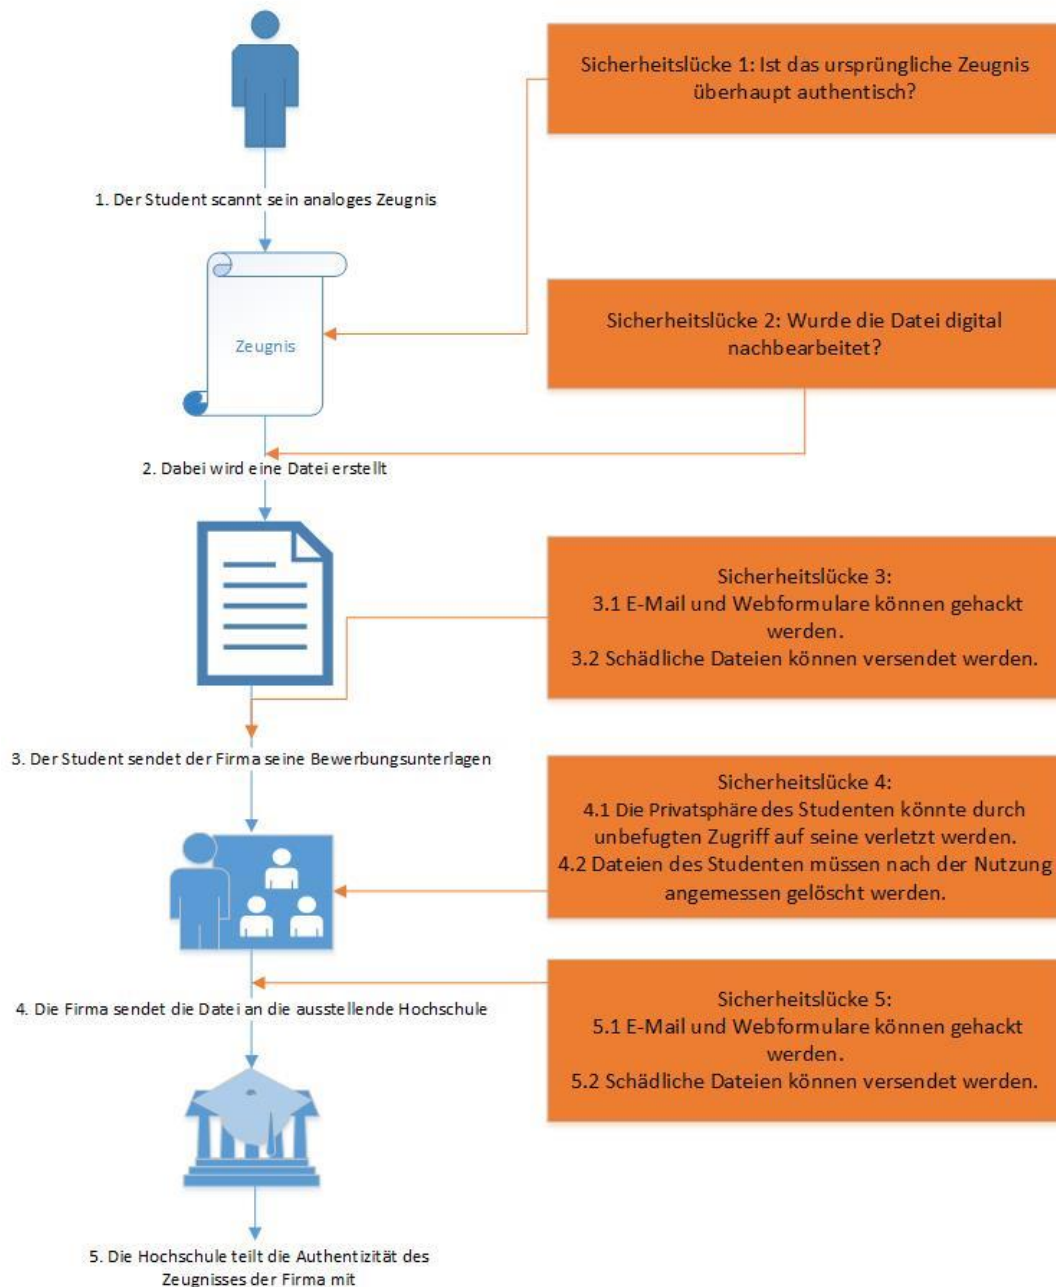 Sicherheitslücke 1: Ist das ursprüngliche Zeugnis
überhaupt authentisch?
1. Der Student scannt sein analoges Zeugnis
Zeugnis
Sicherheitslücke 2: Wurde die Datei digital
nachbearbeitet?
2. Dabei wird eine Datei erstellt
Sicherheitslücke 3:
3.1 E-Mail und Webformulare können gehackt
werden.
3.2 Schädliche Dateien können versendet werden.
3. Der Student sendet der Firma seine Bewerbungsunterlagen
Sicherheitslücke 4:
4.1 Die Privatsphäre des Studenten könnte durch
unbefugten Zugriff auf seine verletzt werden.
4.2 Dateien des Studenten müssen nach der Nutzung
angemessen gelöscht werden.
4. Die Firma sendet die Datei an die ausstellende Hochschule
Sicherheitslücke 5:
5.1 E-Mail und Webformulare können gehackt
werden.
5.2 Schädliche Dateien können versendet werden.
5. Die Hochschule teilt die Authentizität des
Zeugnisses der Firma mit